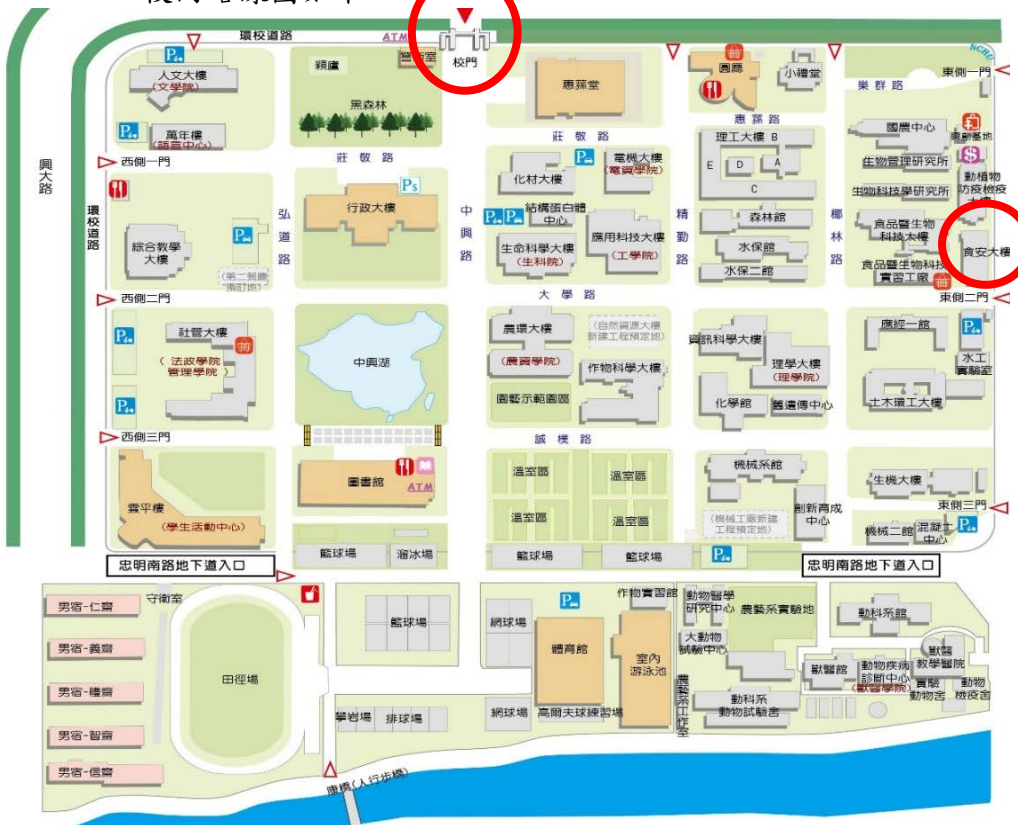 環校道路
ATM
警衛室
校門
NCHU
東側一門
人文大樓
(文學院)
穎廬
黑森林
惠蓀堂
圓廳
小禮堂
樂群路
惠蓀路
萬年樓
(語言中心)
莊敬路
莊敬路
理工大樓 B
國農中心
西側一門
興大路
環校道路
弘道路
行政大樓
中興路
化材大樓
電機大樓
(電資學院)
E
D
A
C
精勤路
椰林路
生物管理研究所
生物科技學研究所
動植物
防疫檢疫
大樓
結構蛋白體
中心
森林館
食品暨生物
科技大樓
食安大樓
綜合教學
大樓
(第二餐廳
預訂地)
生命科學大樓
(生科院)
應用科技大樓
(工學院)
水保館
水保二館
食品暨生物科技
實習工廠
西側二門
大學路
東側二門
社管大樓
(法政學院
管理學院)
中興湖
農環大樓
(農資學院)
(自然資源大樓
新建工程預定地)
資訊科學大樓
應經一館
水工
實驗室
理學大樓
(理學院)
作物科學大樓
園藝示範園區
化學館
舊遺傳中心
土木環工大樓
西側三門
誠樸路
圖書館
ATM
溫室區
溫室區
機械系館
生機大樓
雲平樓
(學生活動中心)
溫室區
溫室區
(機械工廠新建
工程預定地)
創新育成
中心
東側三門
機械二館
混凝土
中心
籃球場
溜冰場
籃球場
籃球場
忠明南路地下道入口
忠明南路地下道入口
男宿-仁齋
守衛室
作物實習館
動物醫學
研究中心
農藝系實驗地
動科系館
籃球場
網球場
體育館
室內
游泳池
大動物
試驗中心
男宿-義齋
獸醫
教學醫院
田徑場
獸醫館
動物疾病
診斷中心
(獸醫學院)
實驗
動物舍
動物
檢疫舍
男宿-禮齋
農藝系工作室
動科系
動物試驗舍
攀岩場
排球場
網球場
高爾夫球練習場
男宿-智齋
男宿-信齋
康橋(人行步橋)